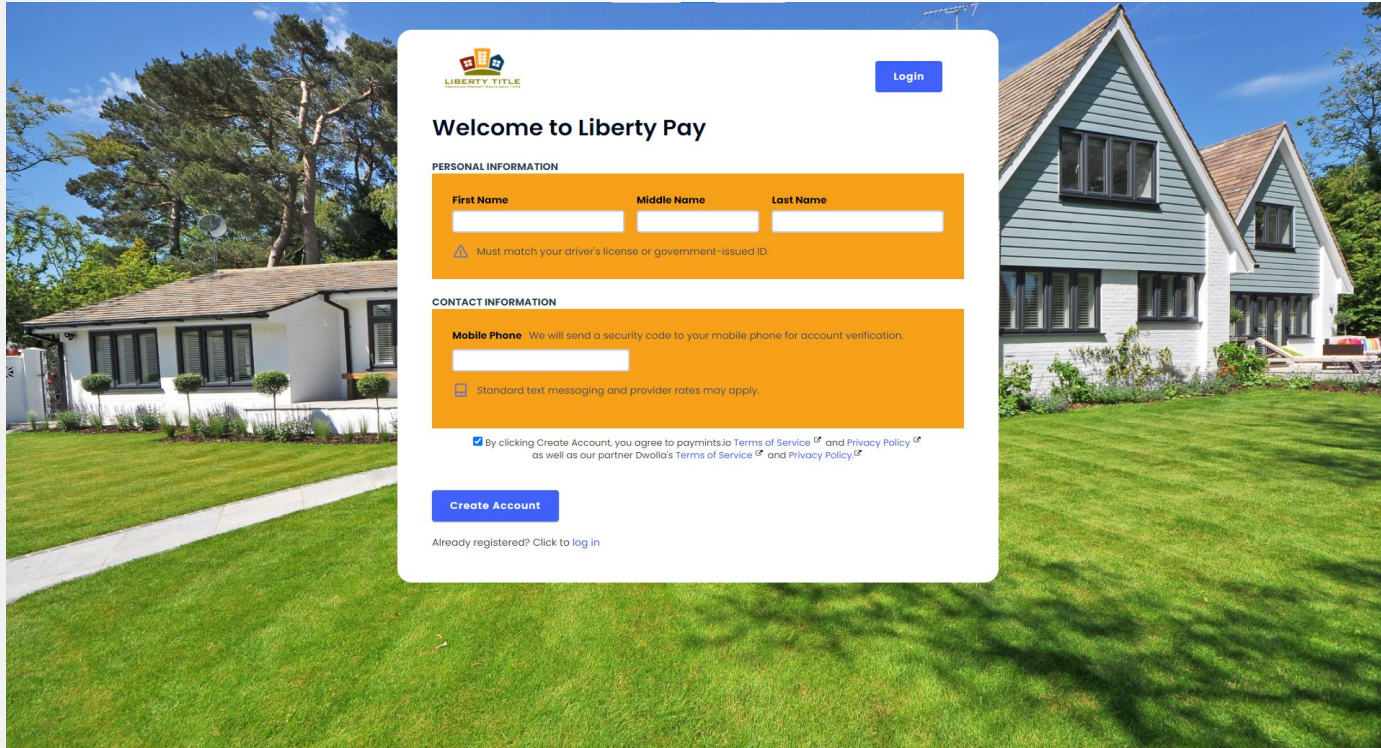 LIBERTY TITLE
Login
Welcome to Liberty Pay
PERSONAL INFORMATION
First Name Middle Name Last Name
Must match your driver's license or government-issued ID.
CONTACT INFORMATION
Mobile Phone We will send a security code to your mobile phone for account verification.
Standard text messaging and provider rates may apply.
By clicking Create Account, you agree to paymints.io Terms of Service and Privacy Policy
as well as our partner Dwolla's Terms of Service and Privacy Policy.
Create Account
Already registered? Click to log in